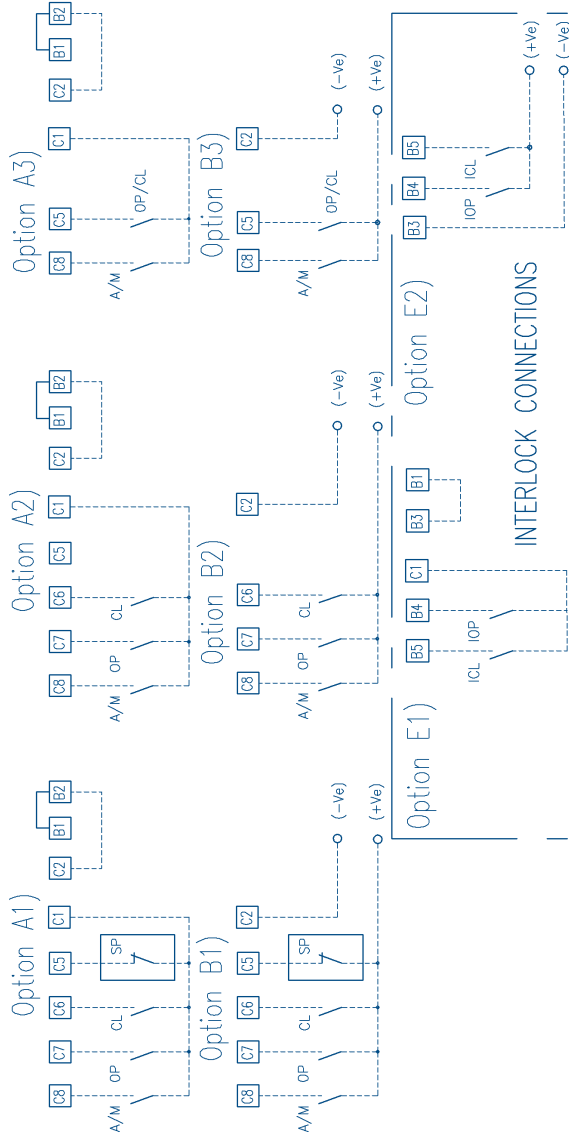 Option A1)
C8
C7
C6
C5
C1
C2
B1
B2
A/M
OP
CL
SP
Option B1)
C8
C7
C6
C5
C2
A/M
OP
CL
SP
(-Ve)
(+Ve)
Option A2)
C8
C7
C6
C5
C1
C2
B1
B2
A/M
OP
CL
Option B2)
C8
C7
C6
C2
A/M
OP
CL
(-Ve)
(+Ve)
Option A3)
C8
C5
C1
C2
B1
B2
A/M
OP/CL
Option B3)
C8
C5
C2
A/M
OP/CL
(-Ve)
(+Ve)
Option E1)
B5
B4
C1
B3
B1
ICL
IOP
Option E2)
B3
B4
B5
IOP
ICL
(+Ve)
(-Ve)
INTERLOCK CONNECTIONS